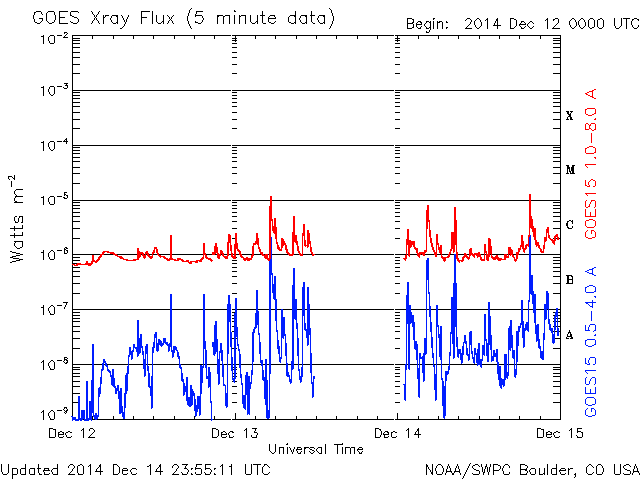 GOES Xray Flux (5 minute data)
Begin: 2014 Dec 12 0000 UTC
10-2
10-3
10-4
10-5
10-6
10-7
10-8
10-9
Watts m-2
X
M
C
B
A
GOES15 1.0-8.0 A
GOES15 0.5-4.0 A
Dec 12
Dec 13
Dec 14
Dec 15
Universal Time
Updated 2014 Dec 14 23:55:11 UTC
NOAA/SWPC Boulder, CO USA